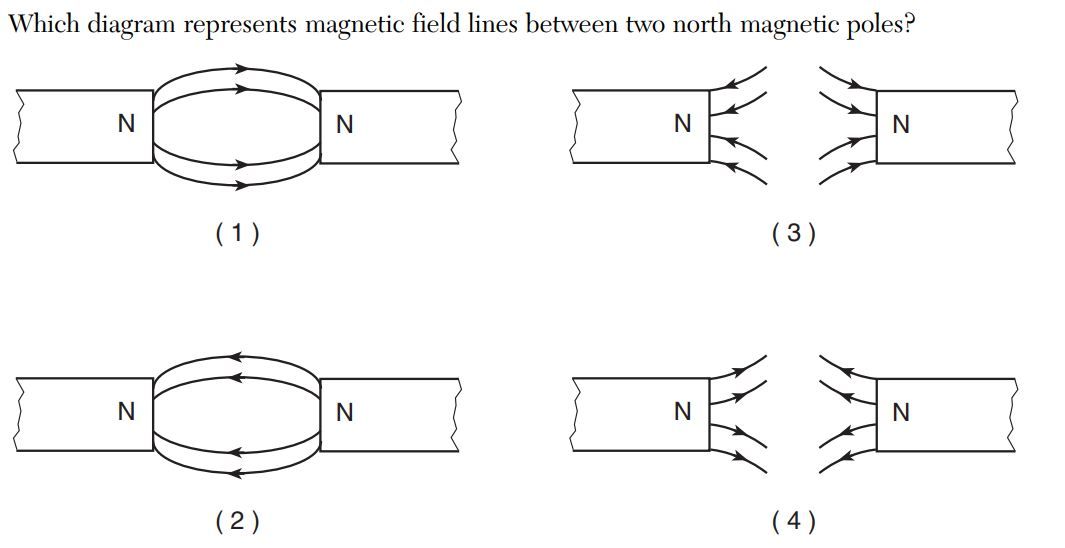 Which diagram represents magnetic field lines between two north magnetic poles?
N N
N N
( 1 )
( 3 )
N N
N N
( 2 )
( 4 )